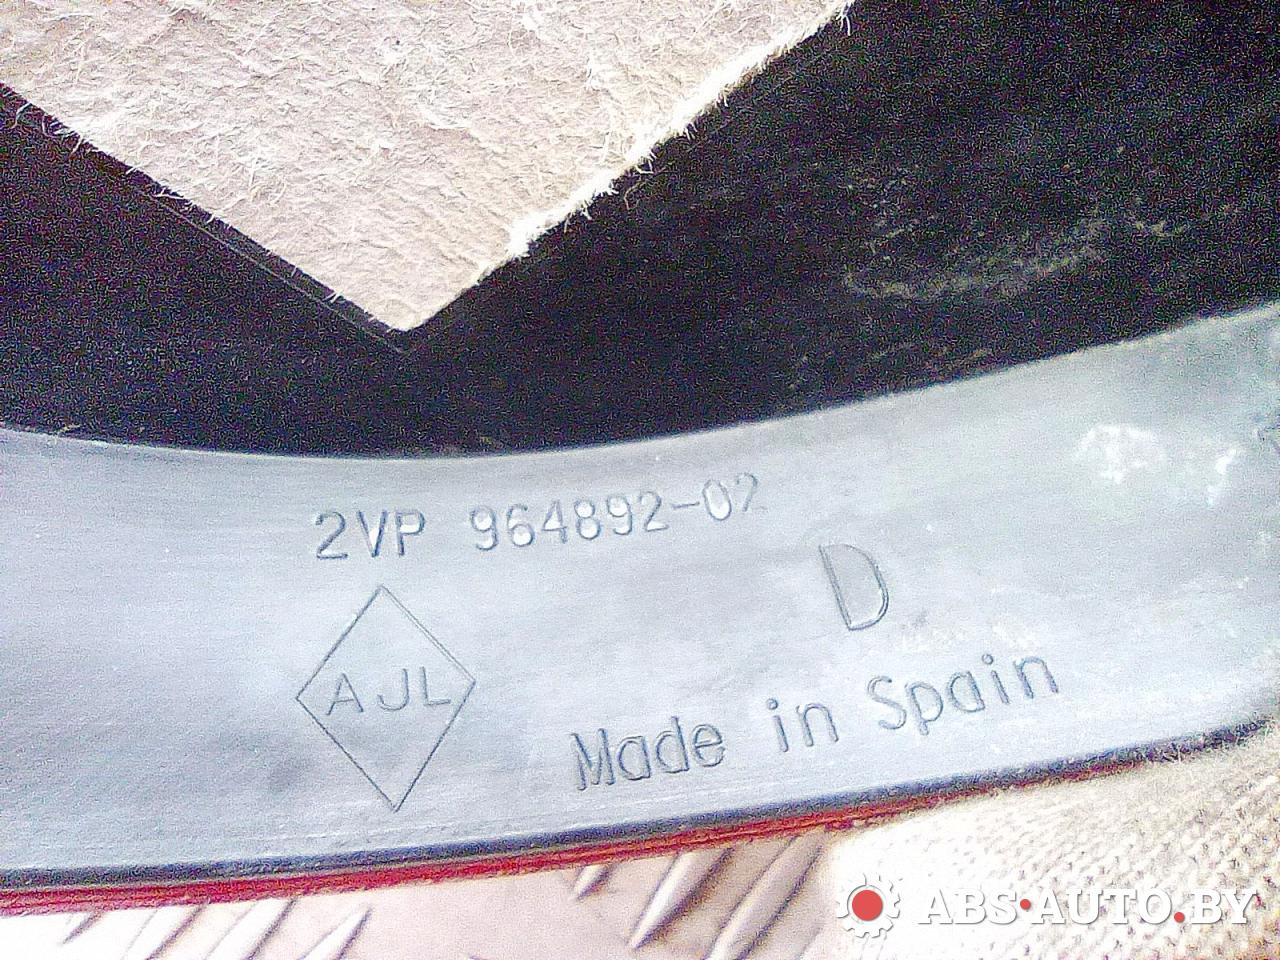 2VP 964892-02
D
AJL
Made in Spain
ABS·AUTO.BY